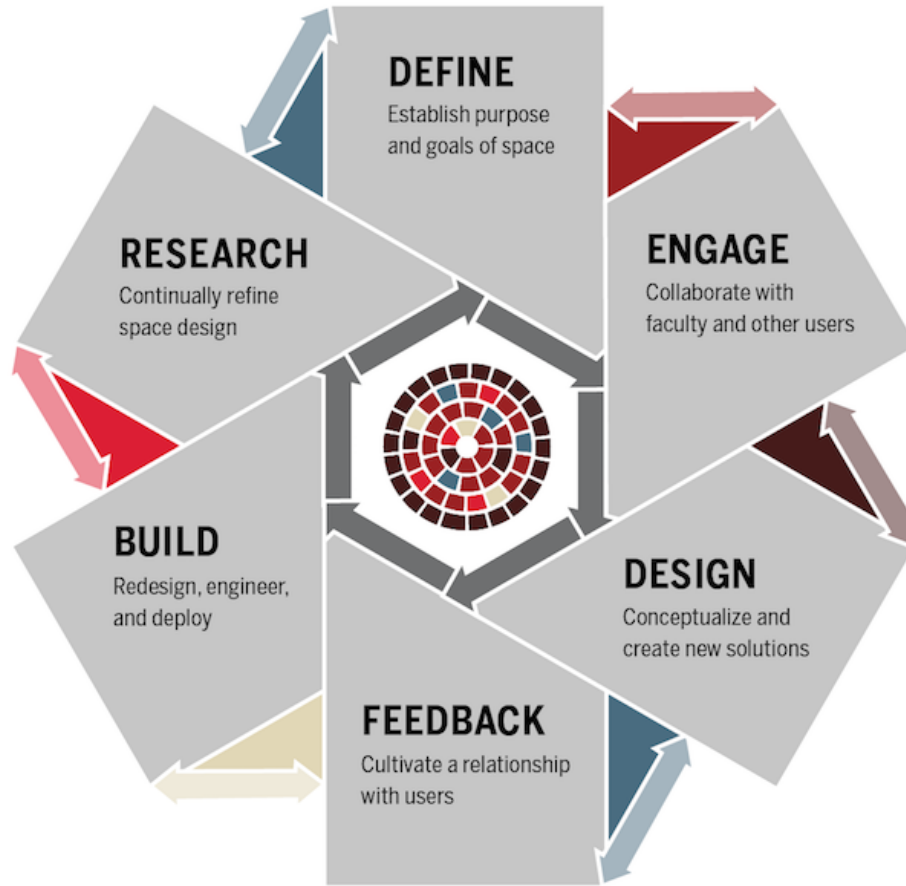 DEFINE
Establish purpose
and goals of space
ENGAGE
Collaborate with
faculty and other users
DESIGN
Conceptualize and
create new solutions
FEEDBACK
Cultivate a relationship
with users
BUILD
Redesign, engineer,
and deploy
RESEARCH
Continually refine
space design